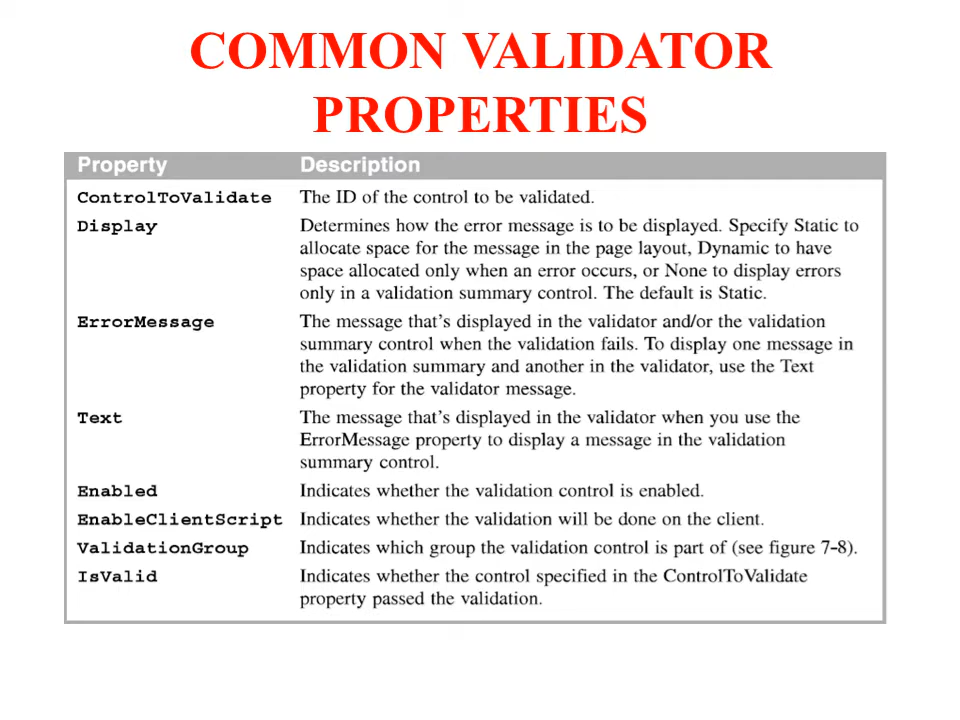 COMMON VALIDATOR
PROPERTIES
Property Description
ControlToValidate The ID of the control to be validated.
Display Determines how the error message is to be displayed. Specify Static to
allocate space for the message in the page layout, Dynamic to have
space allocated only when an error occurs, or None to display errors
only in a validation summary control. The default is Static.
ErrorMessage The message that's displayed in the validator and/or the validation
summary control when the validation fails. To display one message in
the validation summary and another in the validator, use the Text
property for the validator message.
Text The message that's displayed in the validator when you use the
ErrorMessage property to display a message in the validation
summary control.
Enabled Indicates whether the validation control is enabled.
EnableClientScript Indicates whether the validation will be done on the client.
ValidationGroup Indicates which group the validation control is part of (see figure 7-8).
IsValid Indicates whether the control specified in the ControlToValidate
property passed the validation.